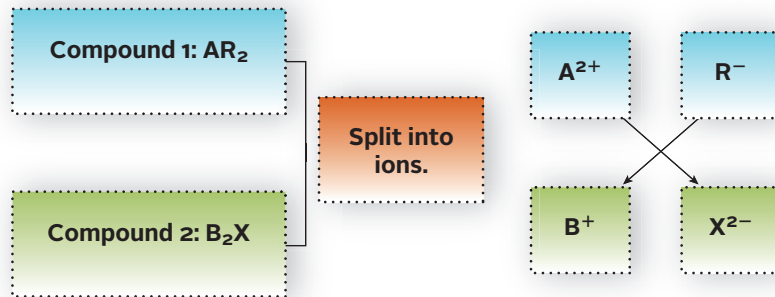 Compound 1: AR₂
A²⁺
R⁻
Split into
ions.
Compound 2: B₂X
B⁺
X²⁻